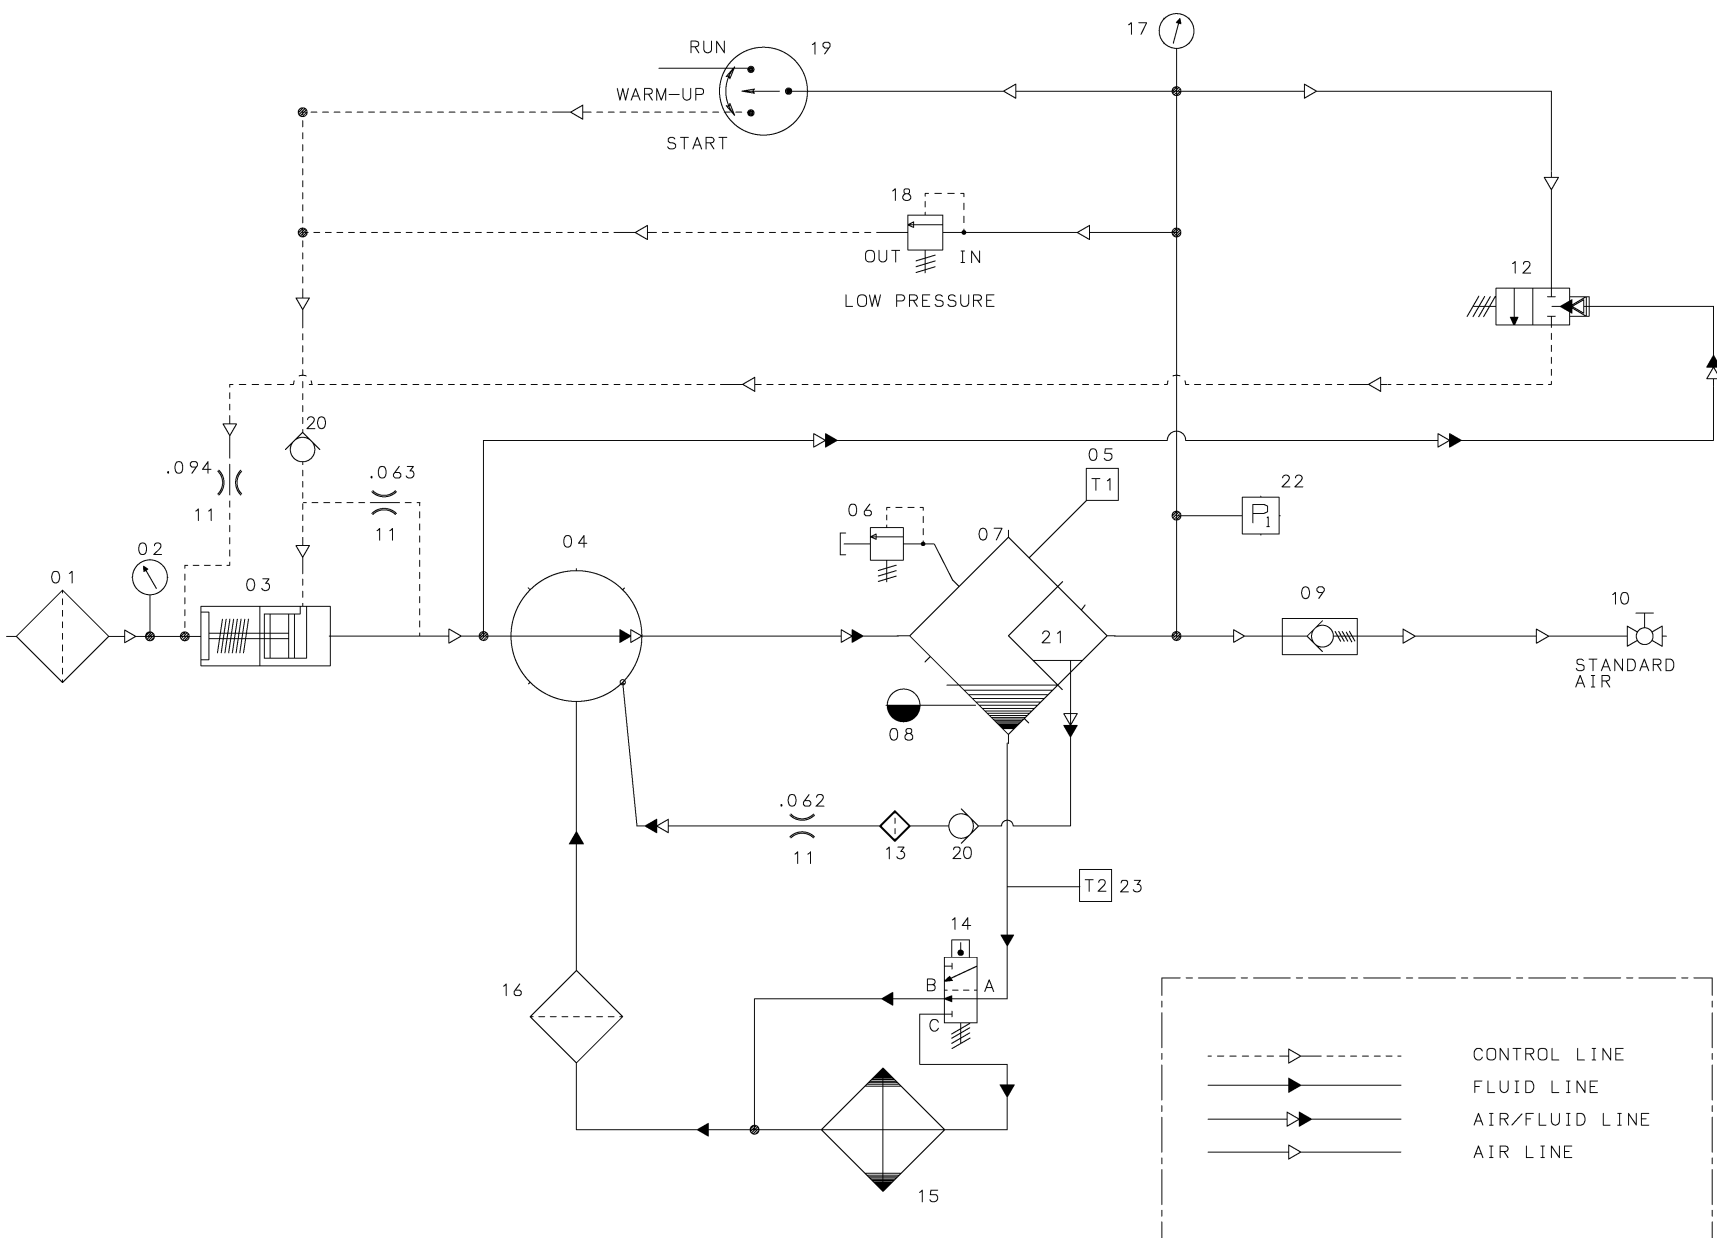 17
RUN
19
WARM-UP
START
18
OUT
IN
LOW PRESSURE
12
20
.094
.063
11
11
05
T1
22
P1
06
07
02
04
01
03
09
10
21
STANDARD
AIR
08
.062
11
13
20
T2
23
14
B
A
C
16
15
CONTROL LINE
FLUID LINE
AIR/FLUID LINE
AIR LINE